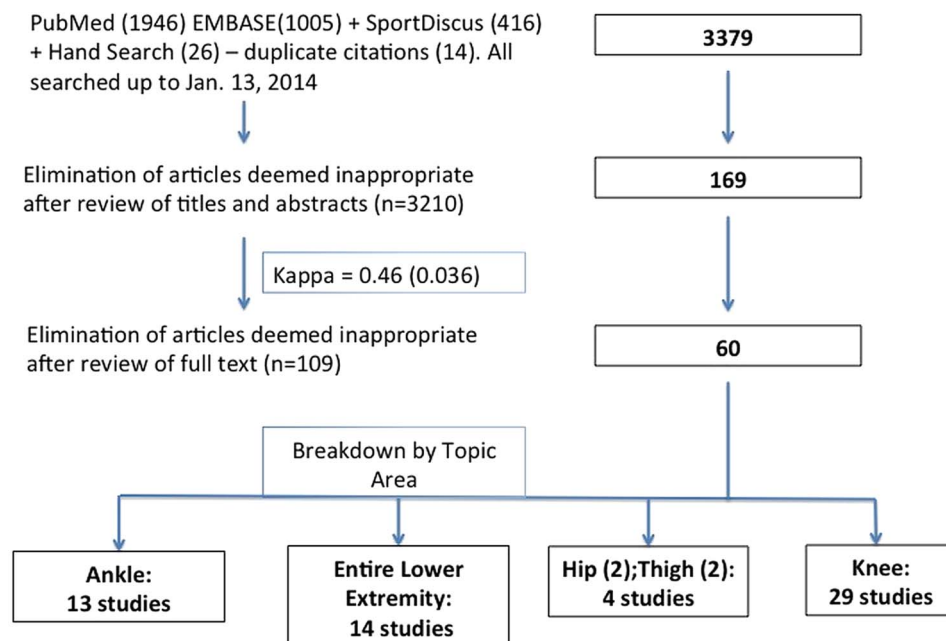 PubMed (1946) EMBASE(1005) + SportDiscus (416)
+ Hand Search (26) – duplicate citations (14). All
searched up to Jan. 13, 2014
3379
Elimination of articles deemed inappropriate
after review of titles and abstracts (n=3210)
169
Kappa = 0.46 (0.036)
Elimination of articles deemed inappropriate
after review of full text (n=109)
60
Breakdown by Topic
Area
Ankle:
13 studies
Entire Lower
Extremity:
14 studies
Hip (2);Thigh (2):
4 studies
Knee:
29 studies